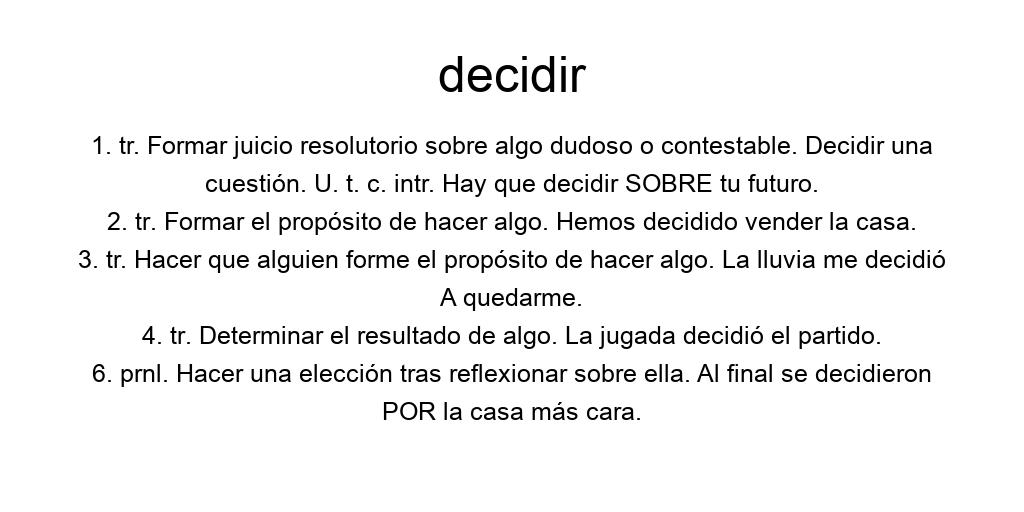 decidir
1. tr. Formar juicio resolutorio sobre algo dudoso o contestable. Decidir una
cuestión. U. t. c. intr. Hay que decidir SOBRE tu futuro.
2. tr. Formar el propósito de hacer algo. Hemos decidido vender la casa.
3. tr. Hacer que alguien forme el propósito de hacer algo. La lluvia me decidió
A quedarme.
4. tr. Determinar el resultado de algo. La jugada decidió el partido.
6. prnl. Hacer una elección tras reflexionar sobre ella. Al final se decidieron
POR la casa más cara.